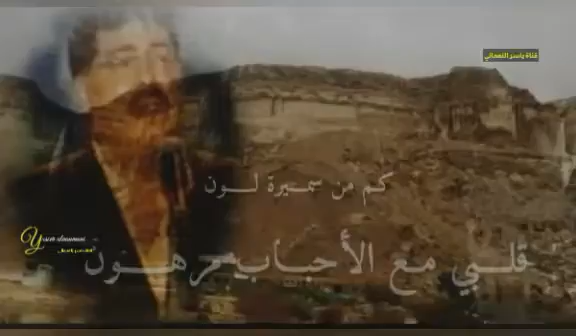 قناة ياسر النعماني
كم من سميرة لون
قلبي مع الأحباب مرهون